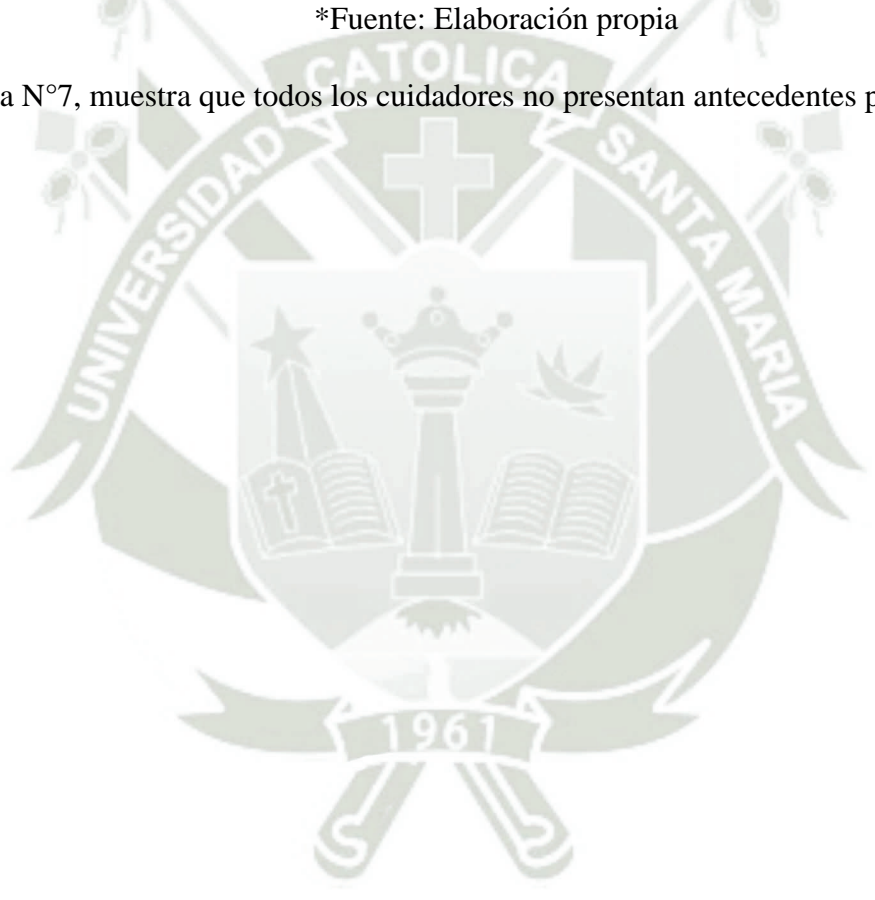 *Fuente: Elaboración propia
a N°7, muestra que todos los cuidadores no presentan antecedentes p
UNIVERSIDAD CATOLICA SANTA MARIA
1961